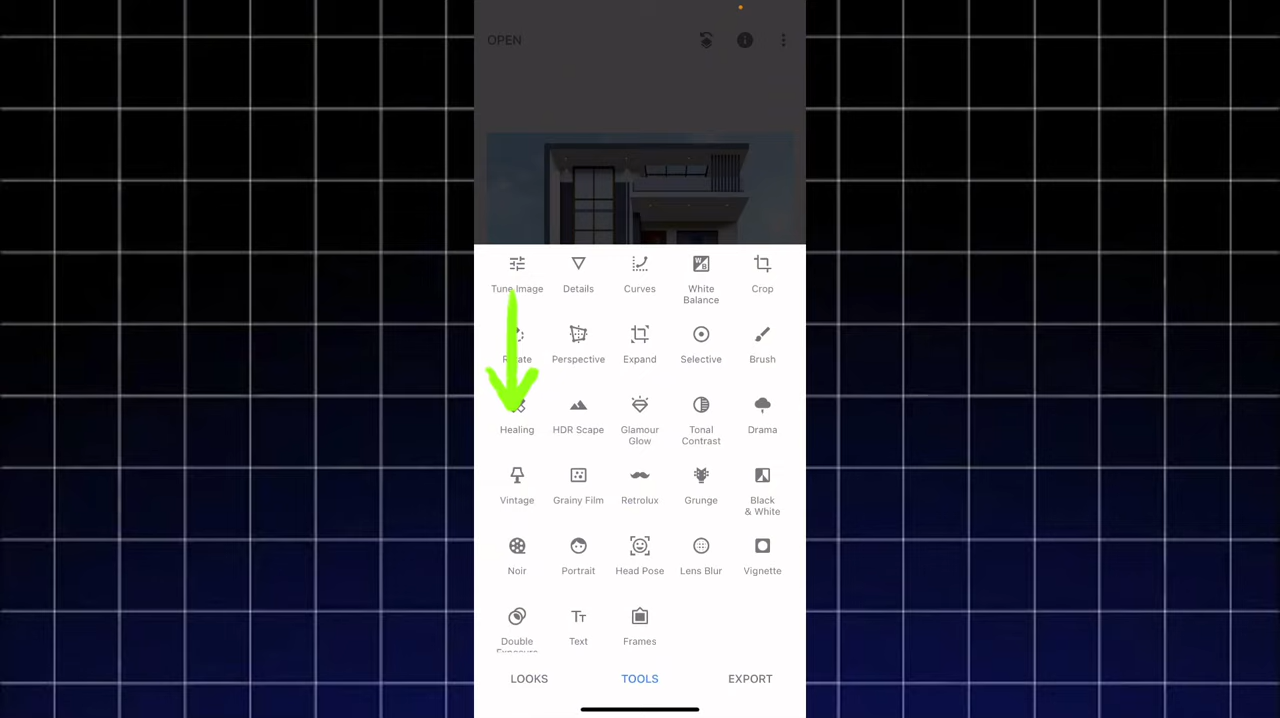 OPEN
Tune Image
Details
Curves
White
Balance
Crop
Perspective
Expand
Selective
Brush
Healing
HDR Scape
Glamour
Glow
Tonal
Contrast
Drama
Vintage
Grainy Film
Retrolux
Grunge
Black
& White
Noir
Portrait
Head Pose
Lens Blur
Vignette
Double
Text
Frames
LOOKS
TOOLS
EXPORT